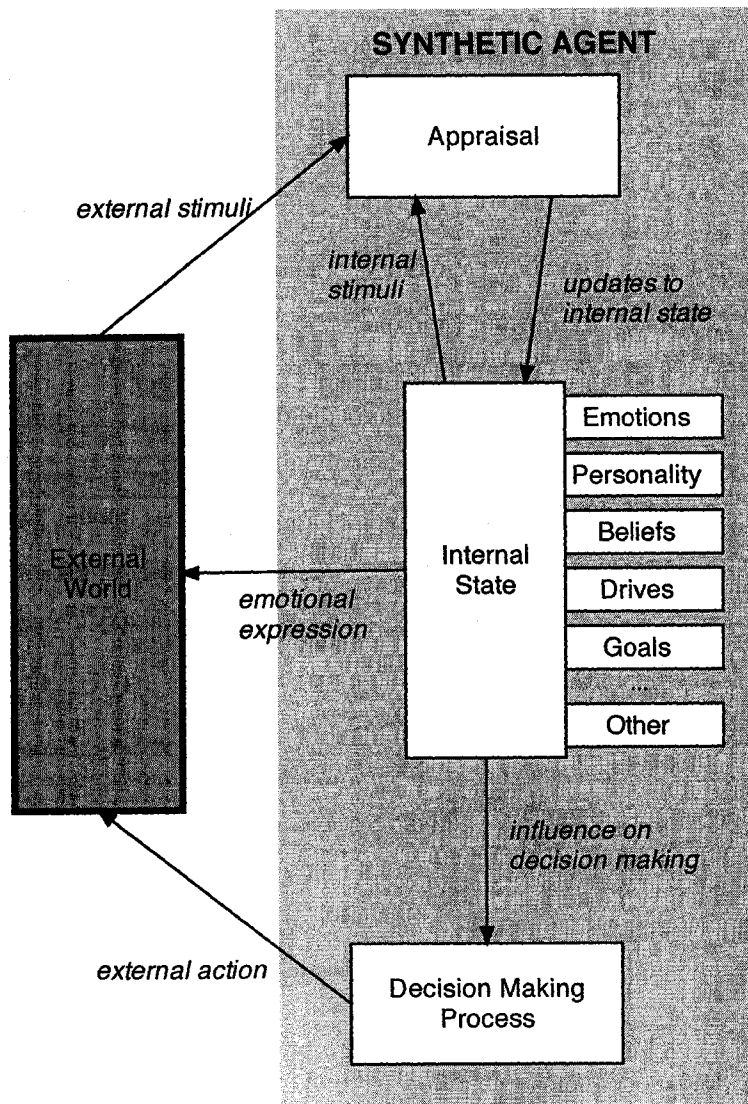 SYNTHETIC AGENT
Appraisal
external stimuli
internal
stimuli
updates to
internal state
Emotions
Personality
Beliefs
Drives
Goals
...
Other
Internal
State
External
World
emotional
expression
influence on
decision making
external action
Decision Making
Process